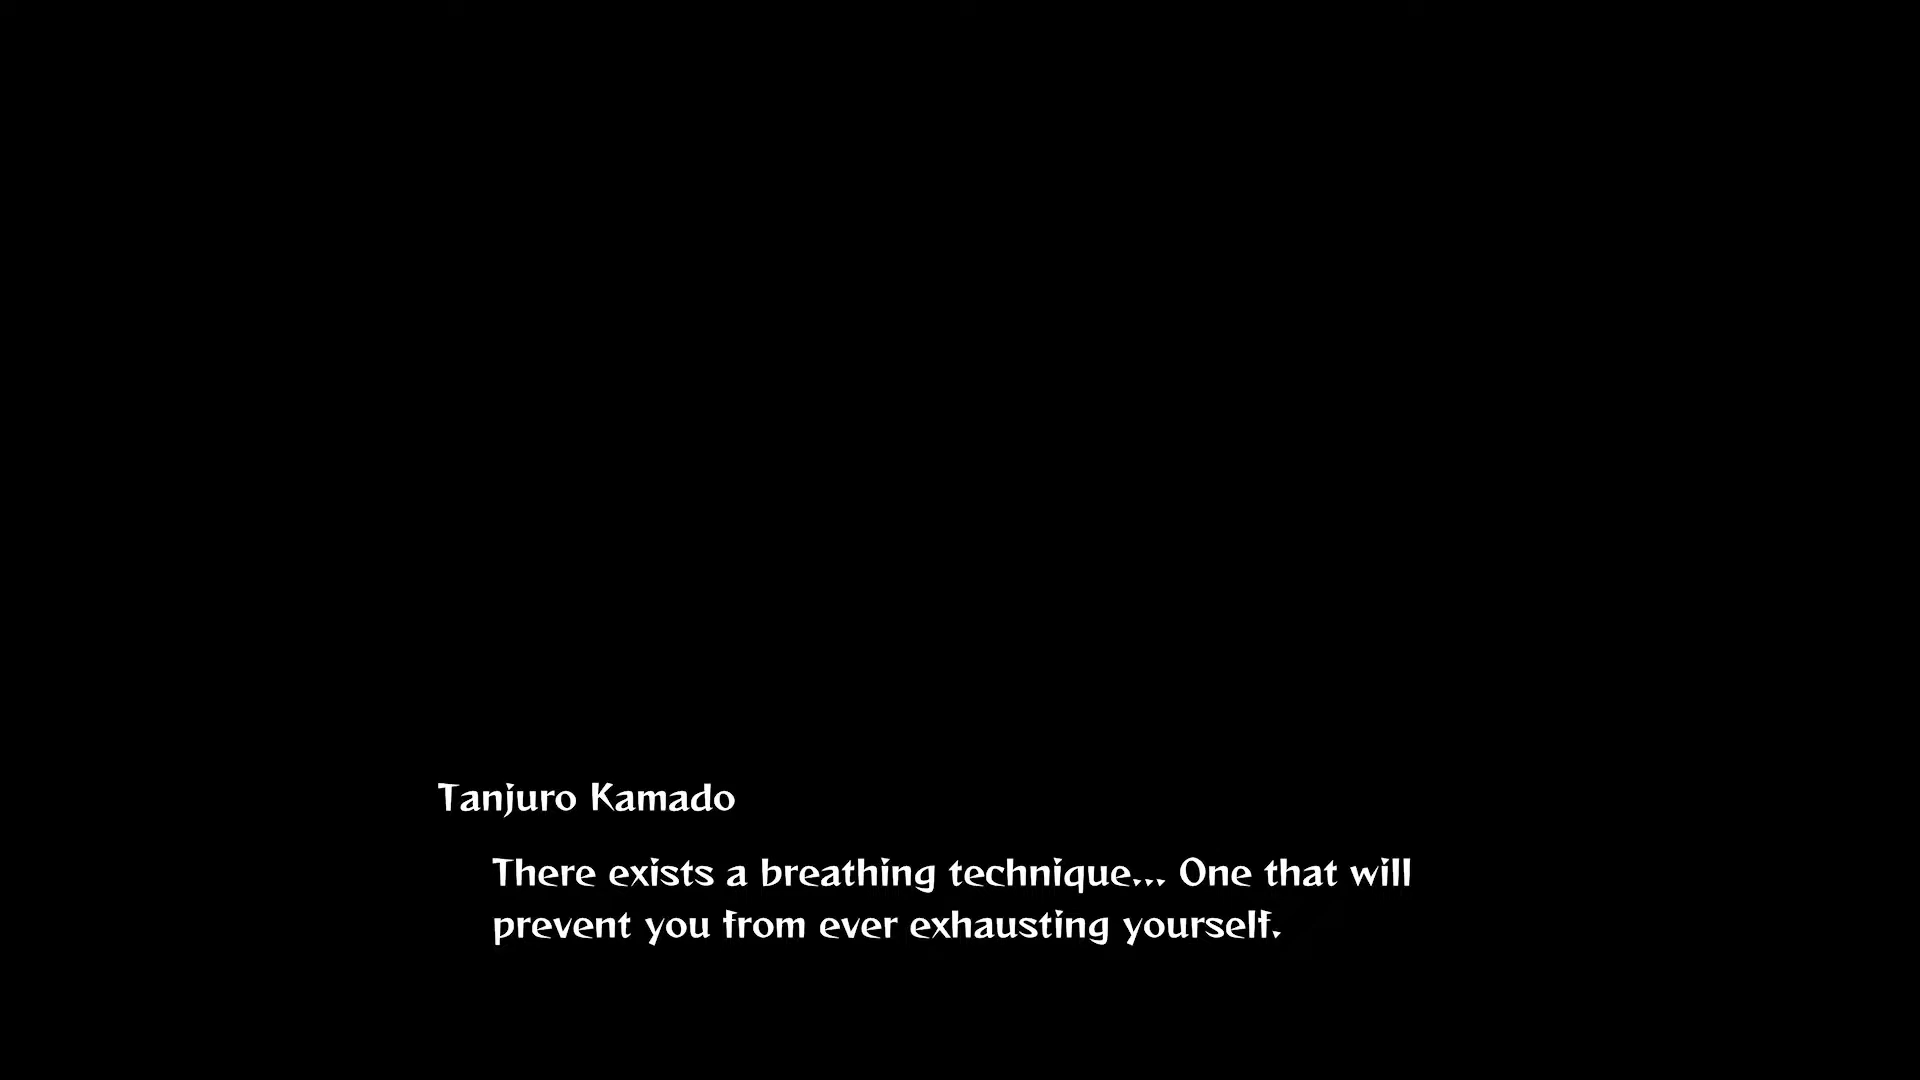 Tanjuro Kamado
There exists a breathing technique... One that will
prevent you from ever exhausting yourself.